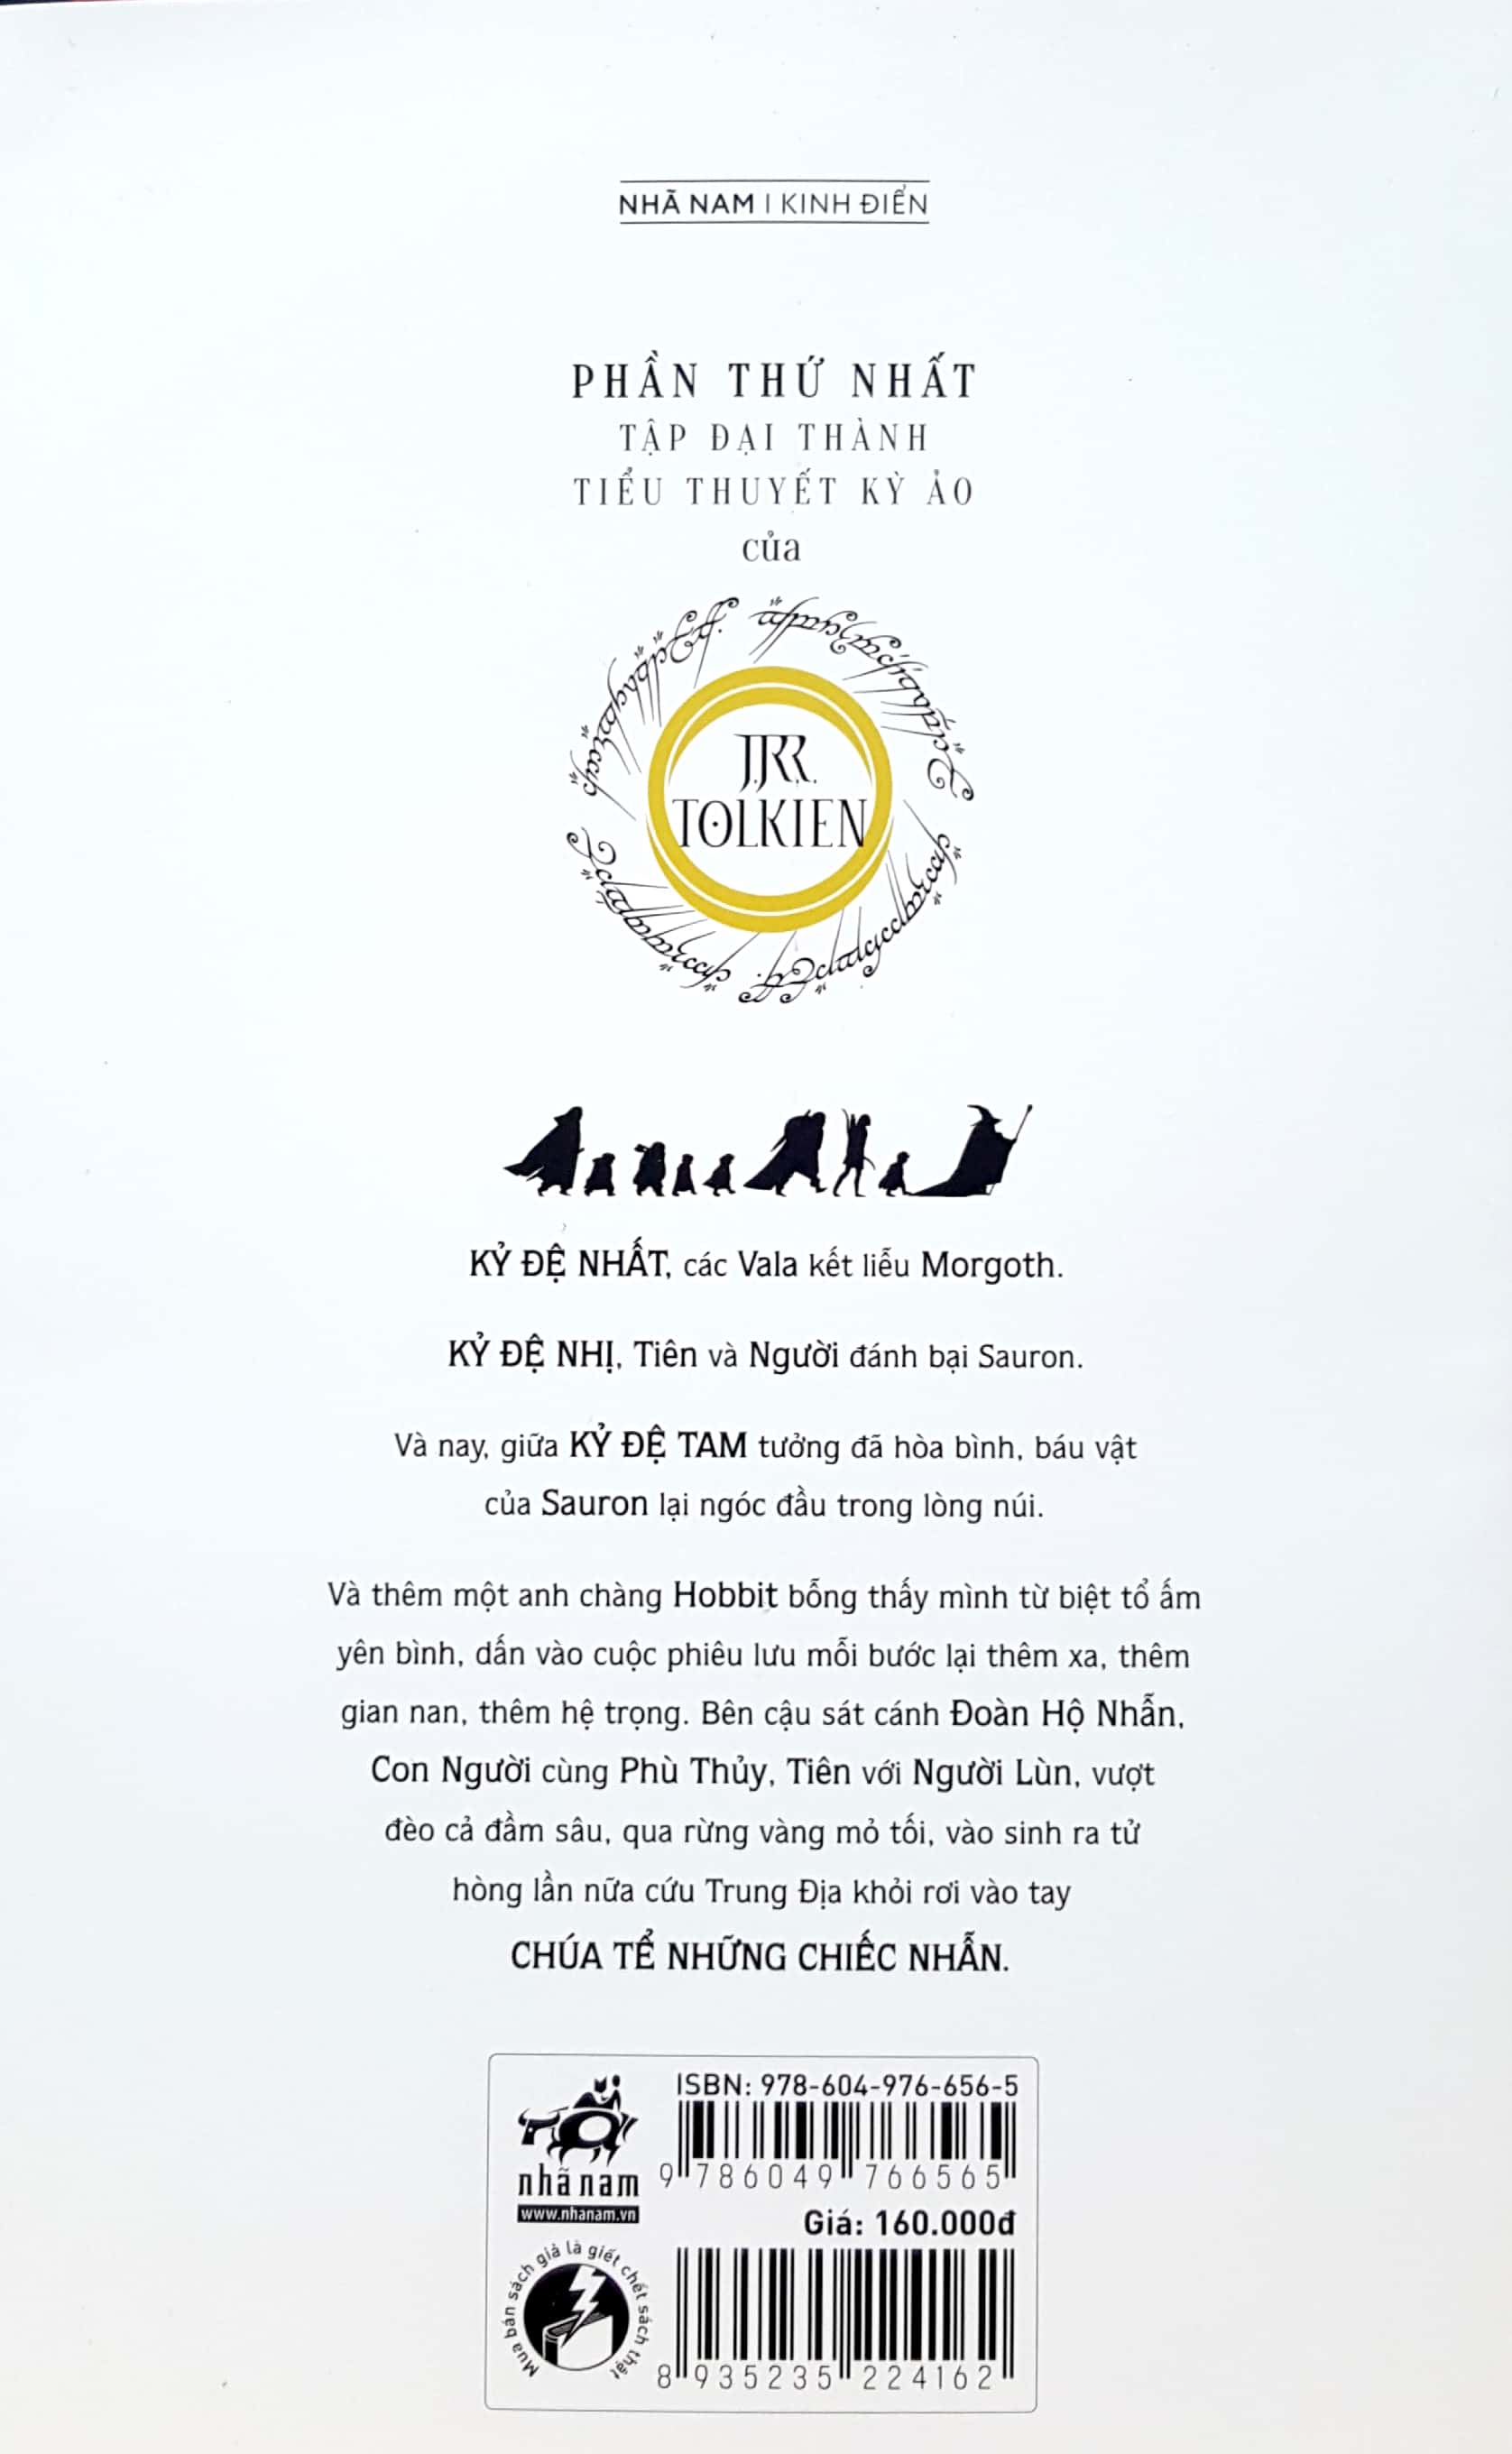 NHÃ NAM | KINH ĐIỂN
PHẦN THỨ NHẤT
TẬP ĐẠI THÀNH
TIỂU THUYẾT KỲ ẢO
của
J.R.R.
TOLKIEN
KỶ ĐỆ NHẤT, các Vala kết liễu Morgoth.
KỶ ĐỆ NHỊ, Tiên và Người đánh bại Sauron.
Và nay, giữa KỶ ĐỆ TAM tưởng đã hòa bình, báu vật
của Sauron lại ngóc đầu trong lòng núi.
Và thêm một anh chàng Hobbit bỗng thấy mình từ biệt tổ ấm
yên bình, dấn vào cuộc phiêu lưu mỗi bước lại thêm xa, thêm
gian nan, thêm hệ trọng. Bên cậu sát cánh Đoàn Hộ Nhẫn,
Con Người cùng Phù Thủy, Tiên với Người Lùn, vượt
đèo cả đầm sâu, qua rừng vàng mỏ tối, vào sinh ra tử
hòng lần nữa cứu Trung Địa khỏi rơi vào tay
CHÚA TỂ NHỮNG CHIẾC NHẪN.
ISBN: 978-604-976-656-5
9 786049 766565
nhã nam
www.nhanam.vn
Giá: 160.000đ
Mua bán sách giả là giết chết sách thật
8 935235 224162